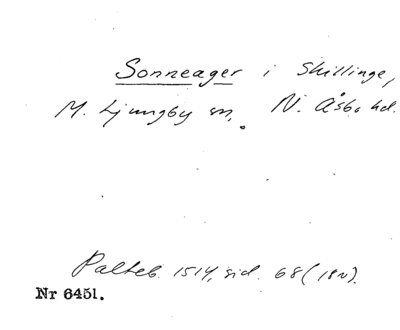 Sonneager i Skillinge,
M. Ljungby sn, N. Åsbo hd.
Palteb. 1514, sid. 68 (18v).
Nr 6451.